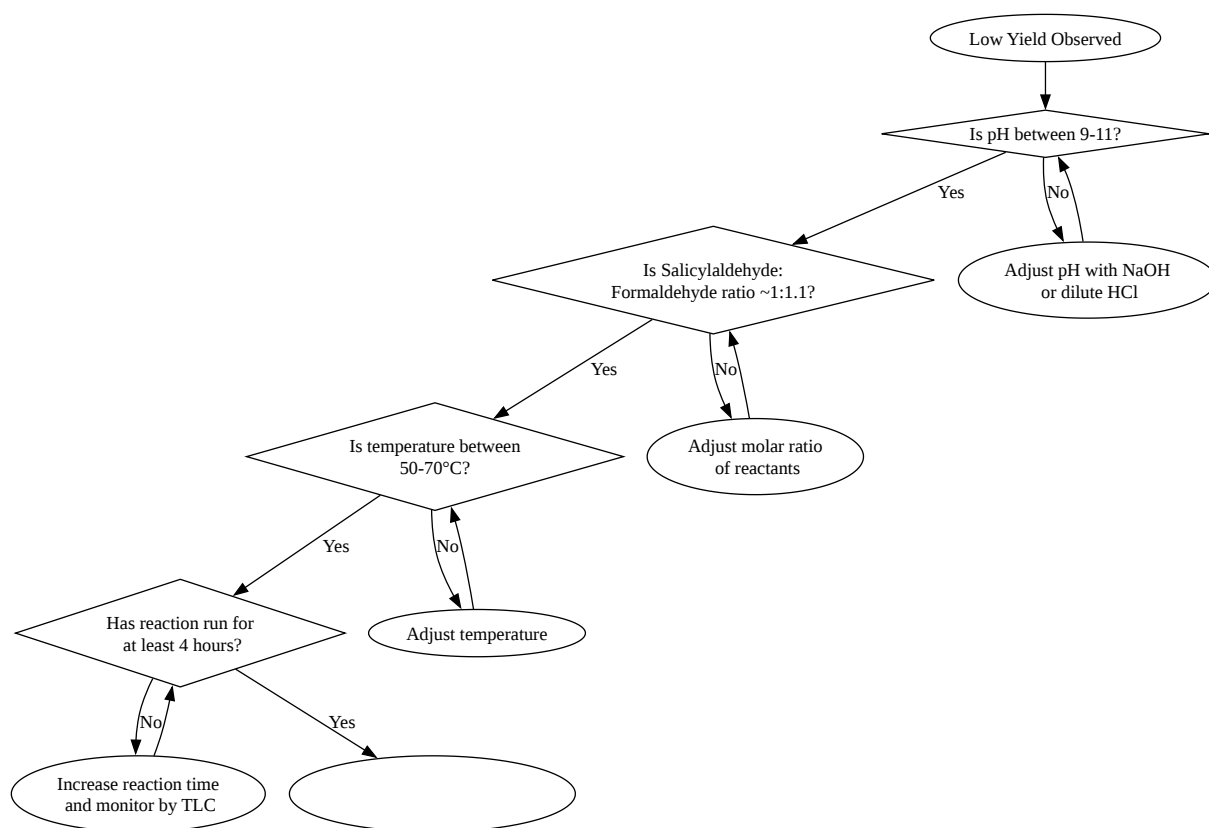 Low Yield Observed
Is pH between 9-11?
Yes
No
Is Salicylaldehyde:
Formaldehyde ratio ~1:1.1?
Adjust pH with NaOH
or dilute HCl
Yes
No
Is temperature between
50-70°C?
Adjust molar ratio
of reactants
Yes
No
Has reaction run for
at least 4 hours?
Adjust temperature
No
Yes
Increase reaction time
and monitor by TLC